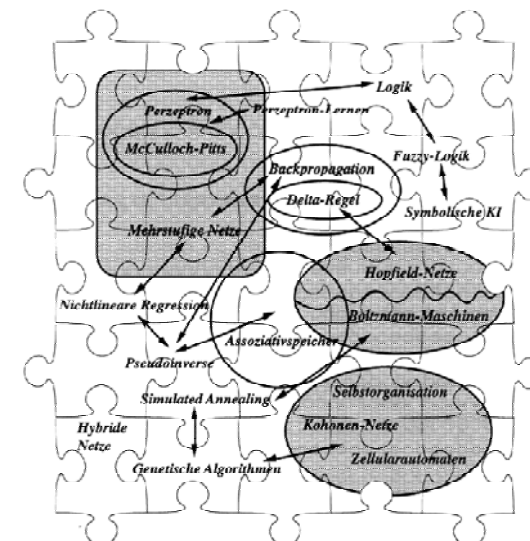 Logik
Perzeptron
Perzeptron-Lernen
McCulloch-Pitts
Fuzzy-Logik
Backpropagation
Delta-Regel
Symbolische KI
Mehrstufige Netze
Hopfield-Netze
Nichtlineare Regression
Boltzmann-Maschinen
Assoziativspeicher
Pseudoinverse
Selbstorganisation
Simulated Annealing
Kohonen-Netze
Hybride
Netze
Zellularautomaten
Genetische Algorithmen